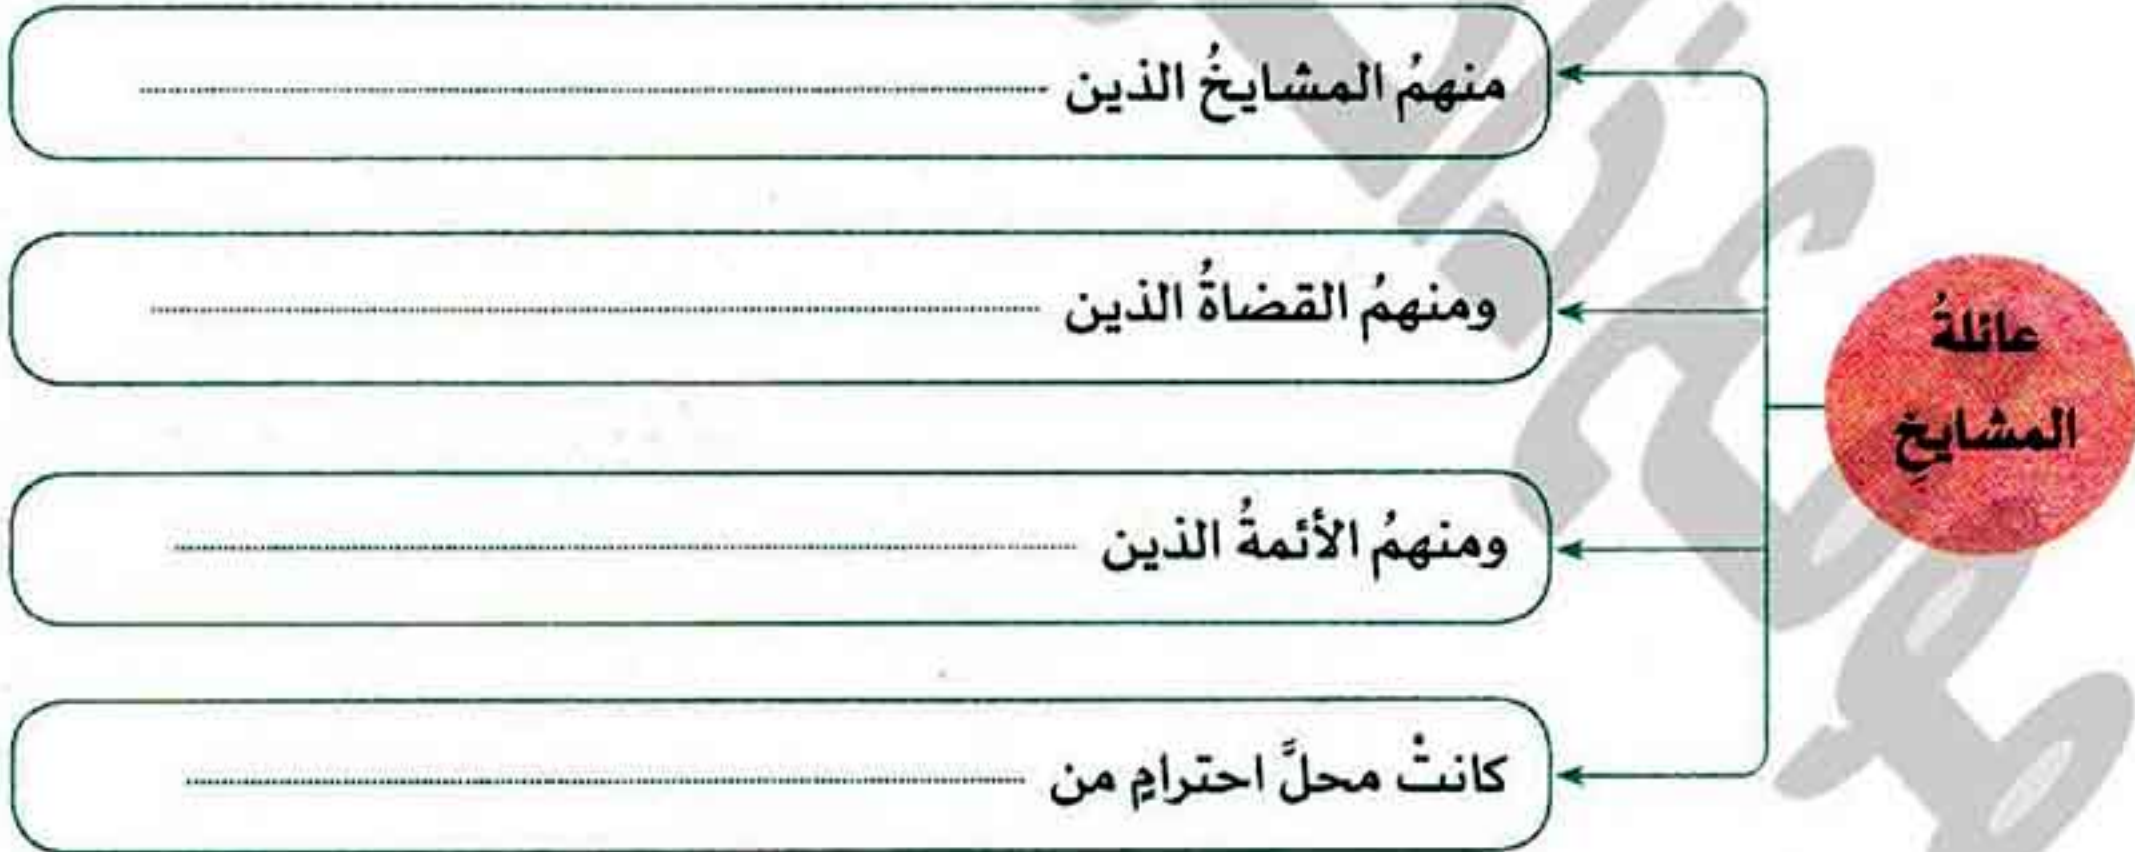 منهمُ المشايخُ الذين
ومنهمُ القضاةُ الذين
عائلةُ
المشايخِ
ومنهمُ الأئمةُ الذين
كانتْ محلَّ احترامٍ من